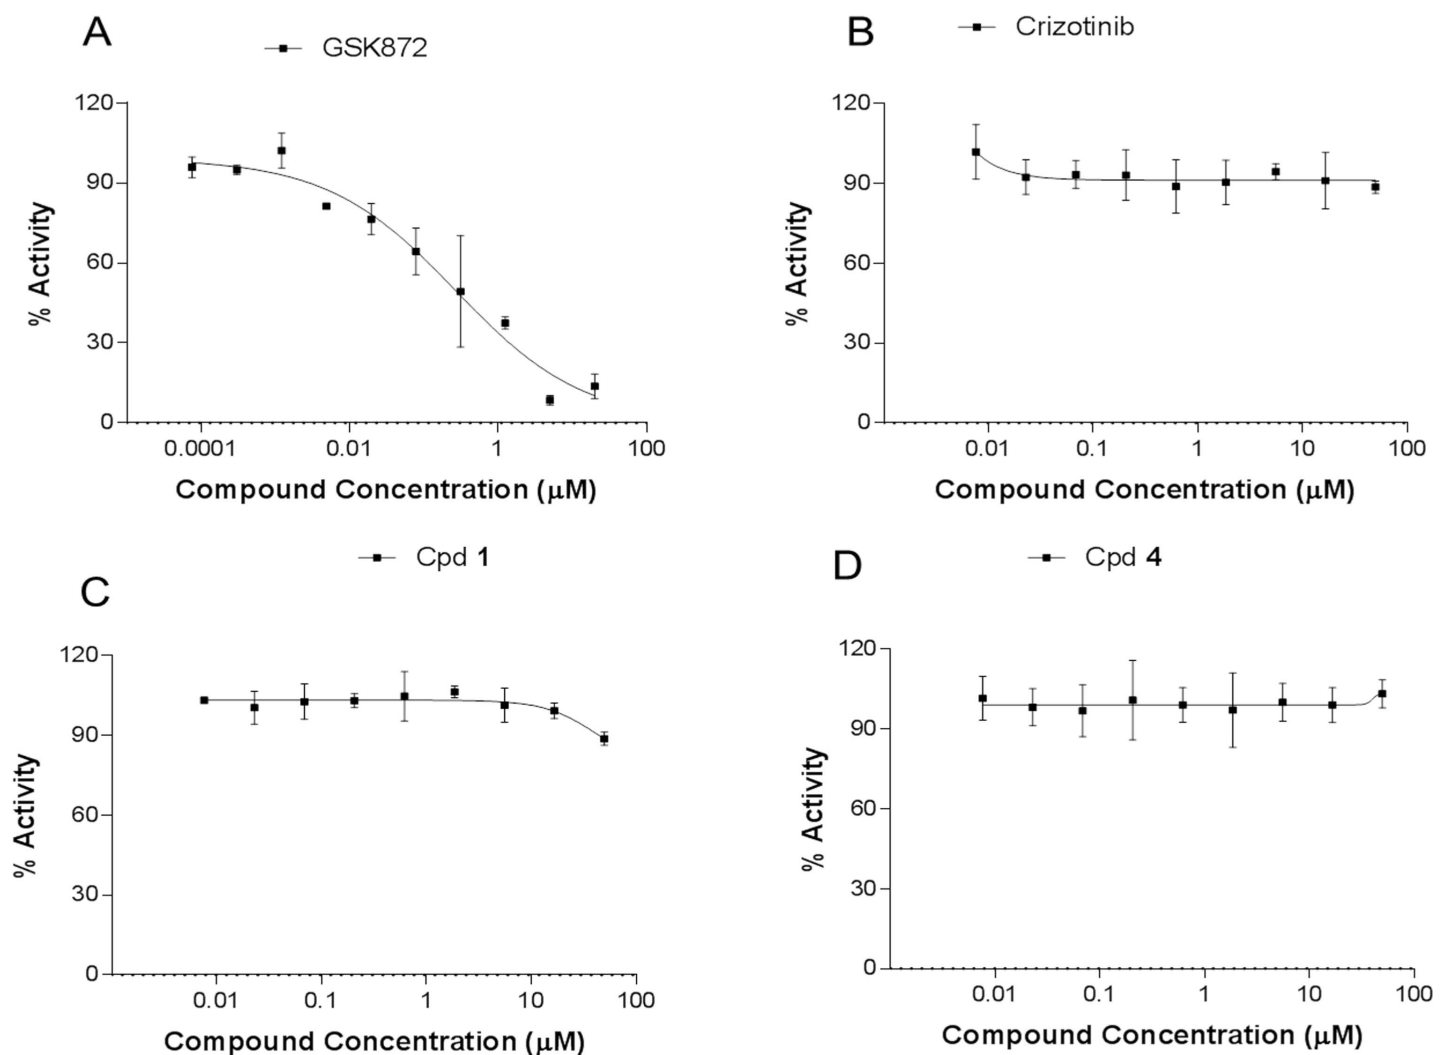 A
GSK872
120
90
60
30
0
% Activity
0.0001
0.01
1
100
Compound Concentration (μM)
B
Crizotinib
120
90
60
30
0
% Activity
0.01
0.1
1
10
100
Compound Concentration (μM)
C
Cpd 1
120
90
60
30
0
% Activity
0.01
0.1
1
10
100
Compound Concentration (μM)
D
Cpd 4
120
90
60
30
0
% Activity
0.01
0.1
1
10
100
Compound Concentration (μM)